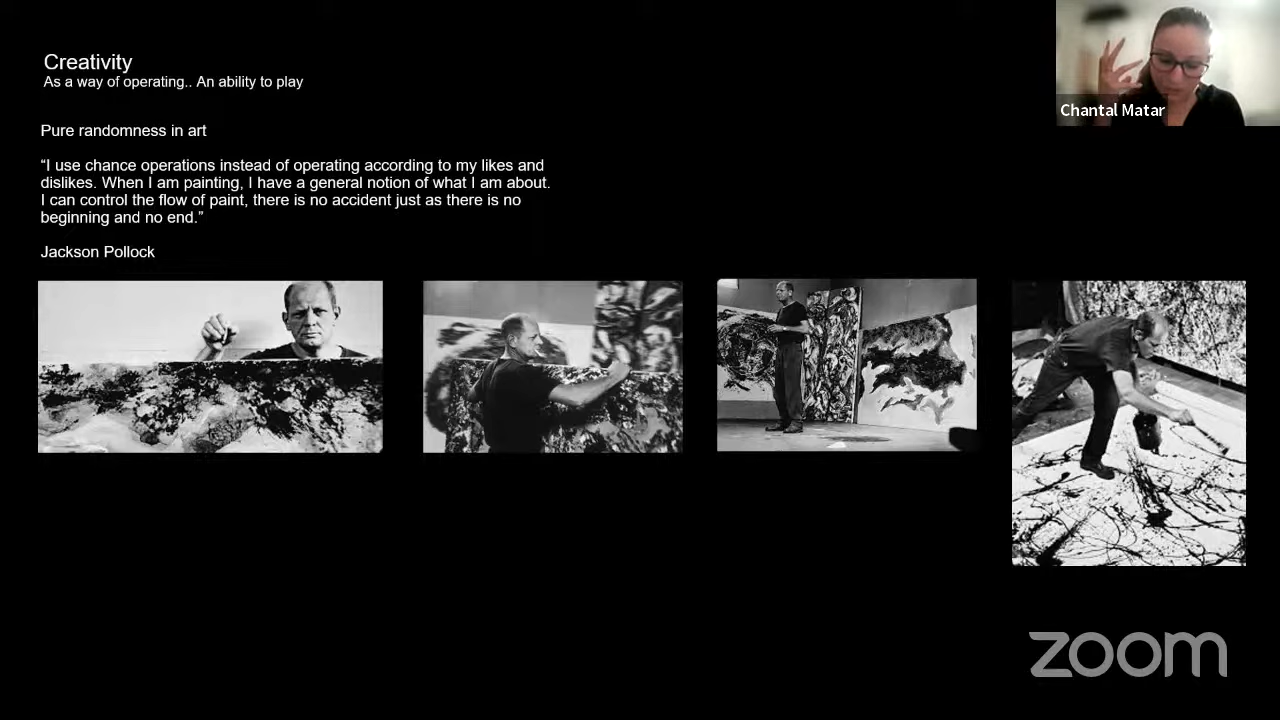 Creativity
As a way of operating.. An ability to play
Pure randomness in art
“I use chance operations instead of operating according to my likes and
dislikes. When I am painting, I have a general notion of what I am about.
I can control the flow of paint, there is no accident just as there is no
beginning and no end.”
Jackson Pollock
Chantal Matar
zoom